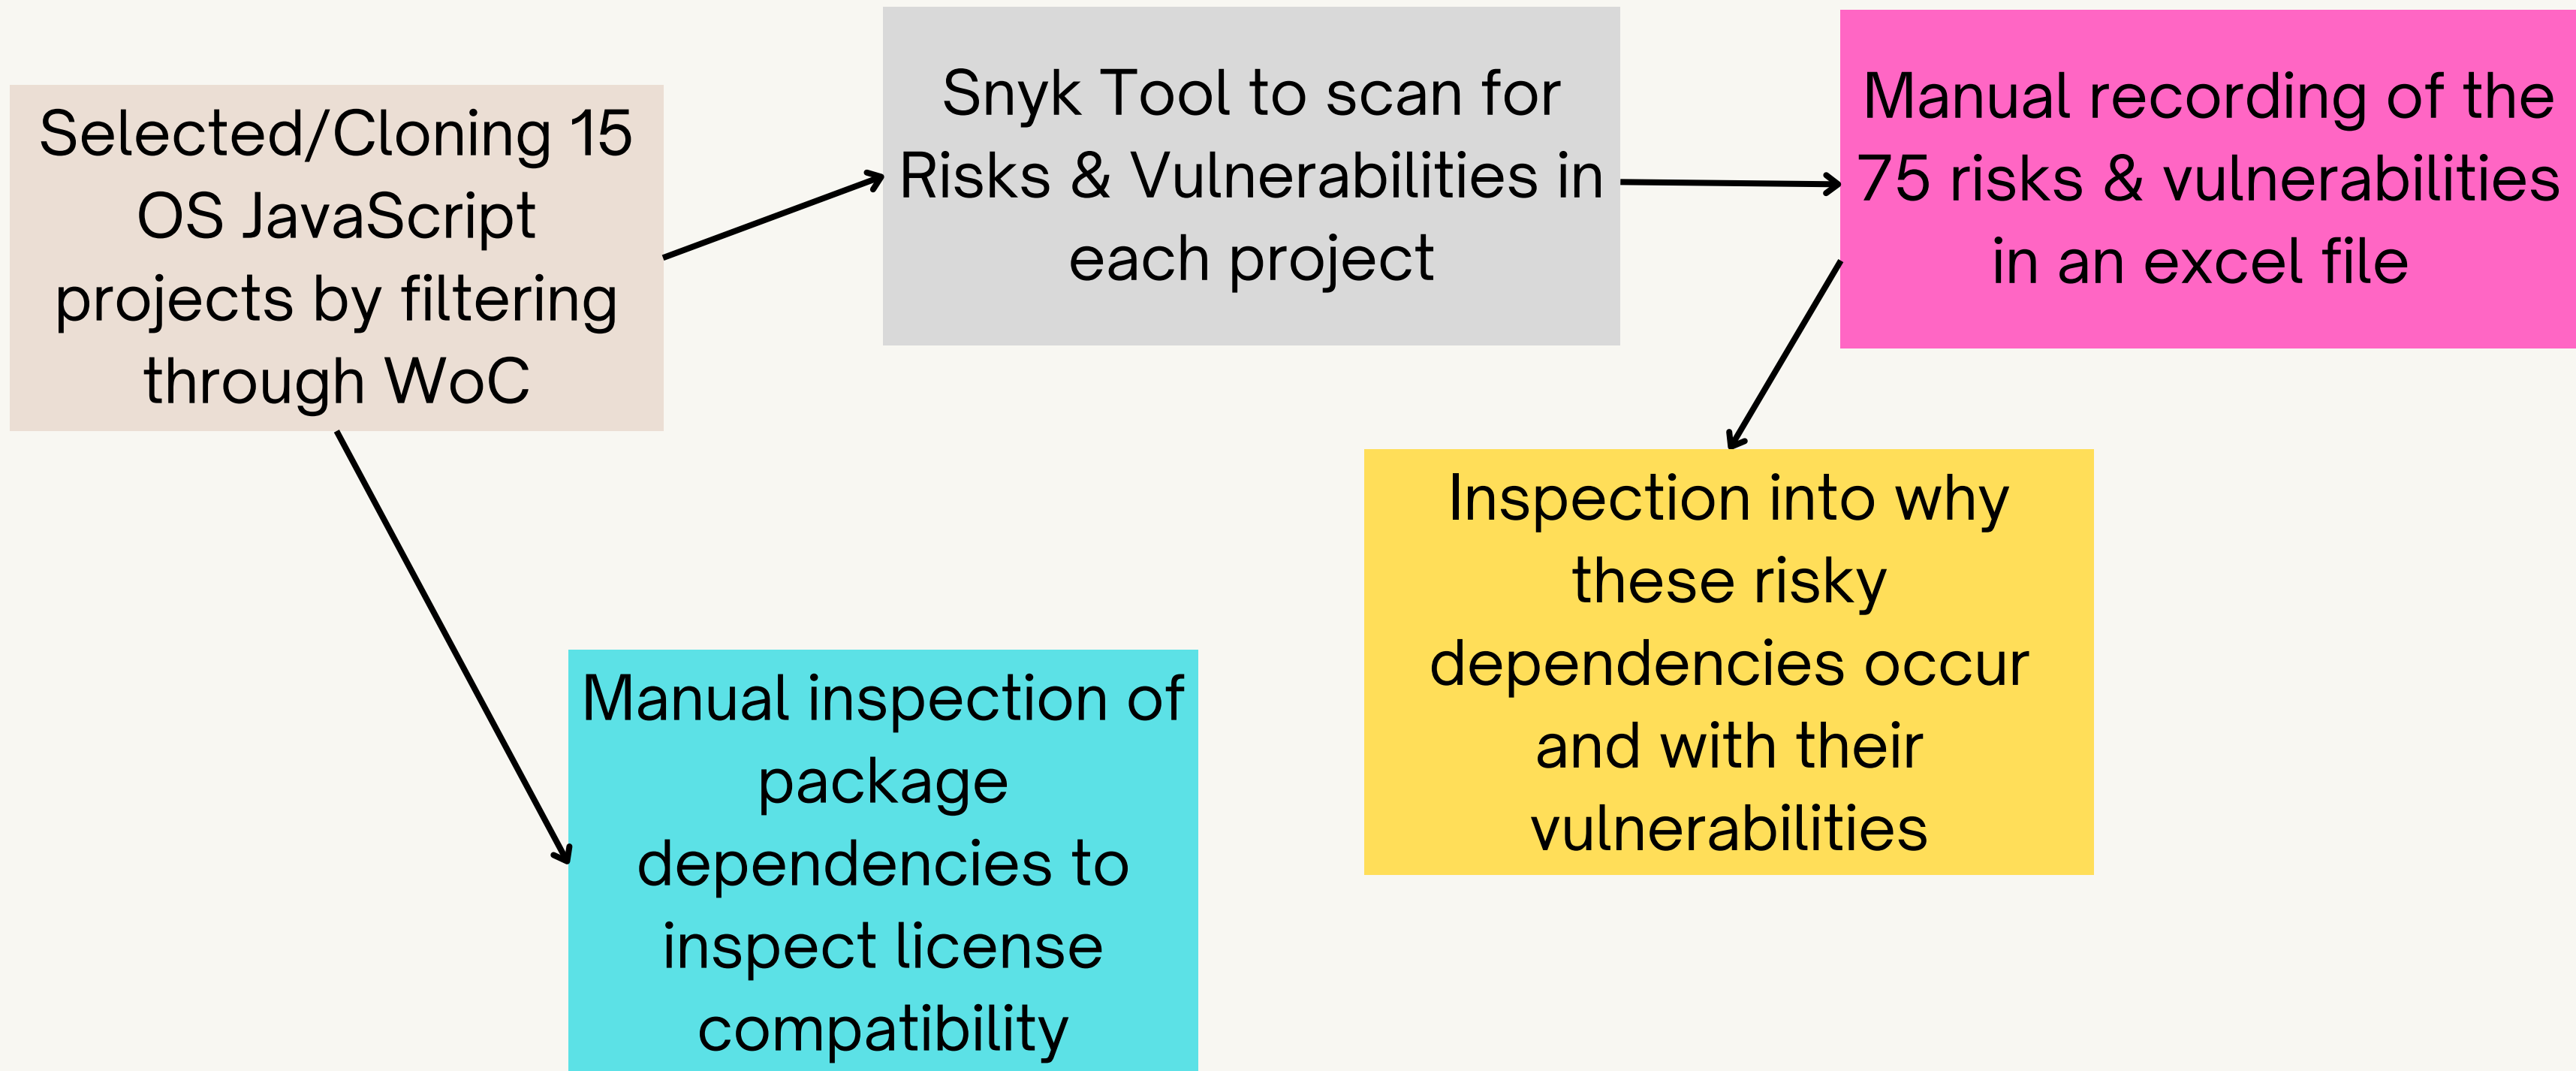 Selected/Cloning 15
OS JavaScript
projects by filtering
through WoC
Snyk Tool to scan for
Risks & Vulnerabilities in
each project
Manual recording of the
75 risks & vulnerabilities
in an excel file
Inspection into why
these risky
dependencies occur
and with their
vulnerabilities
Manual inspection of
package
dependencies to
inspect license
compatibility